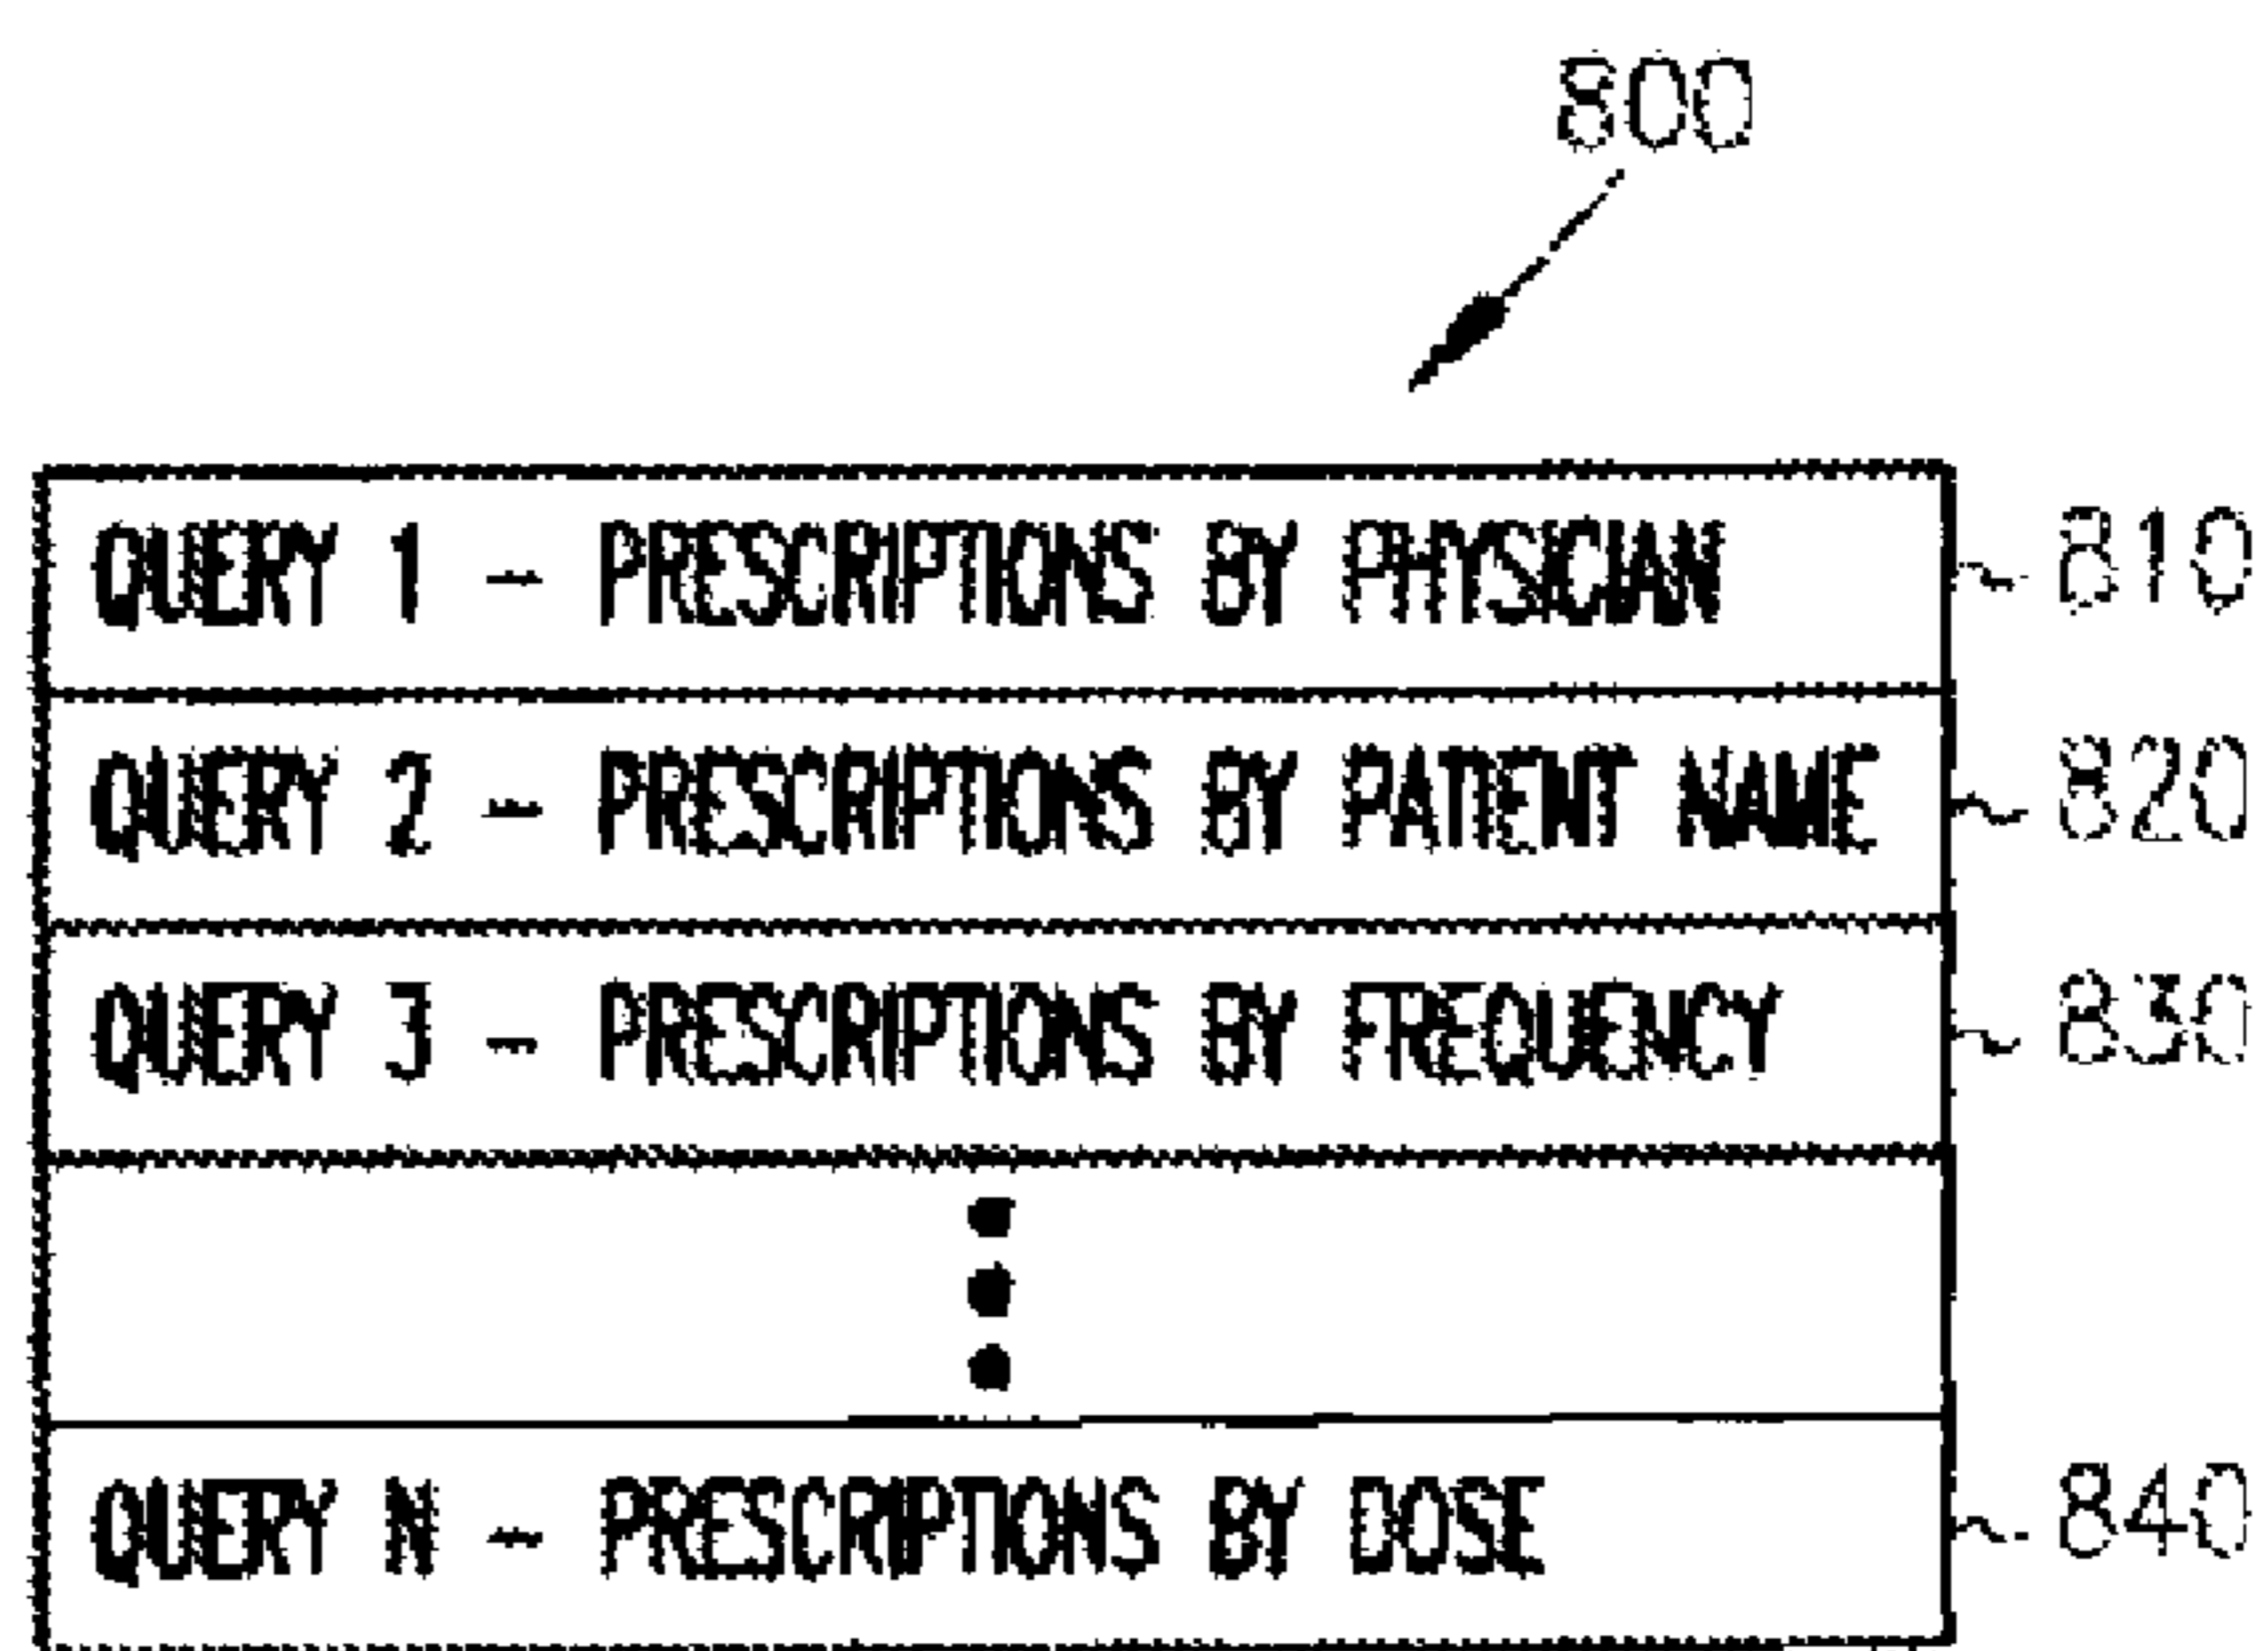 800
QUERY 1 - PRESCRIPTIONS BY PHYSICIAN 810
QUERY 2 - PRESCRIPTIONS BY PATIENT NAME 820
QUERY 3 - PRESCRIPTIONS BY FREQUENCY 830
QUERY N - PRESCRIPTIONS BY DOSE 840